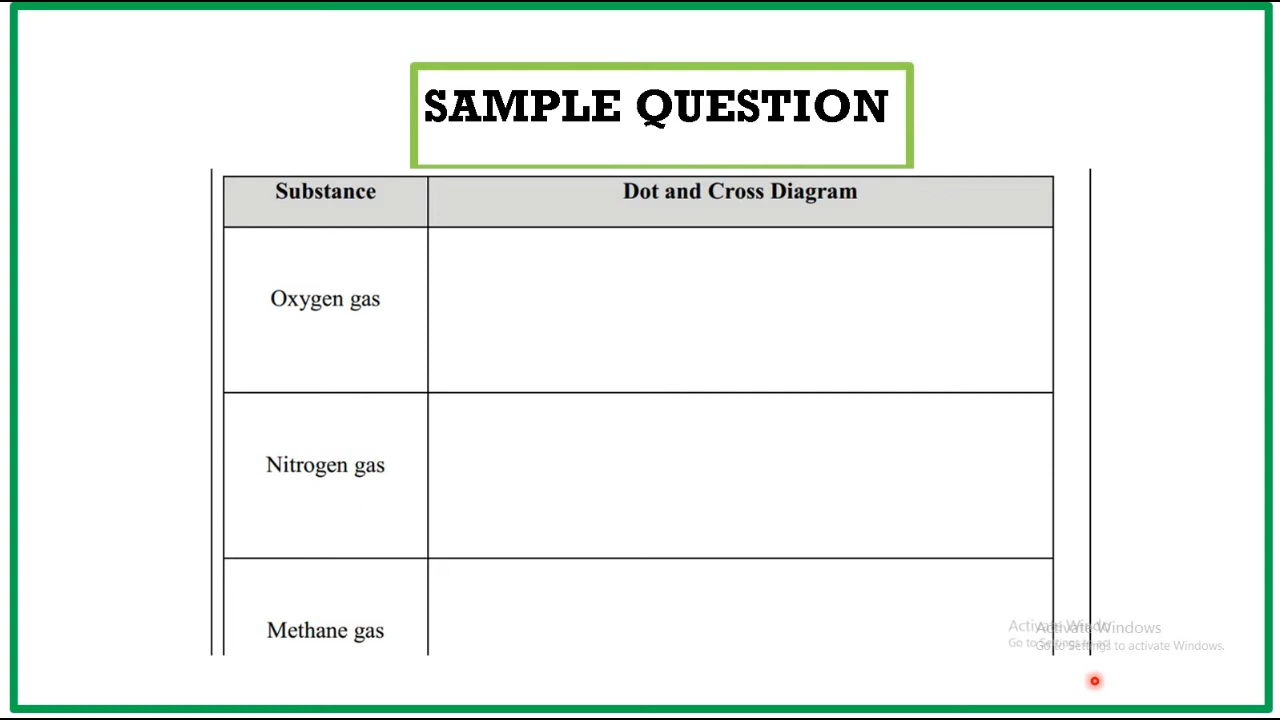 SAMPLE QUESTION
Substance Dot and Cross Diagram
Oxygen gas
Nitrogen gas
Methane gas
Activate Windows
Go to Settings to activate Windows.